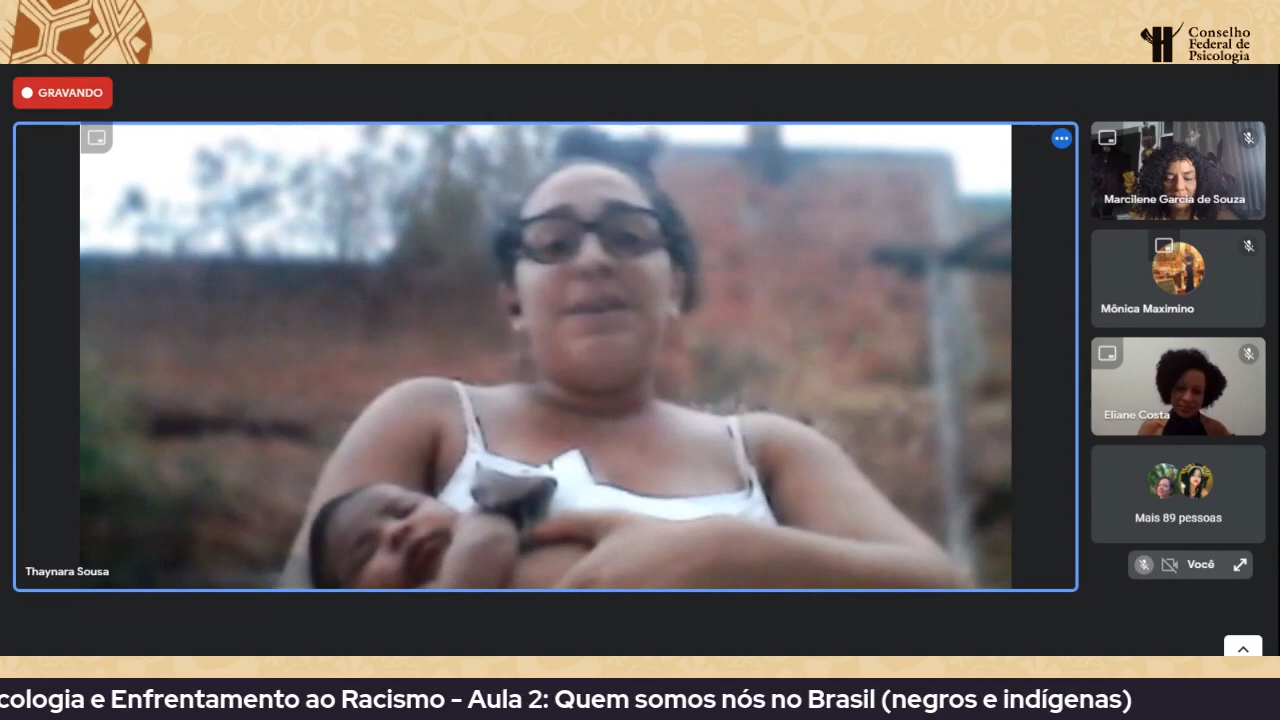 Conselho
Federal de
Psicologia
GRAVANDO
Thaynara Sousa
Marcilene Garcia de Souza
Mônica Maximino
Eliane Costa
Mais 89 pessoas
Você
cologia e Enfrentamento ao Racismo - Aula 2: Quem somos nós no Brasil (negros e indígenas)